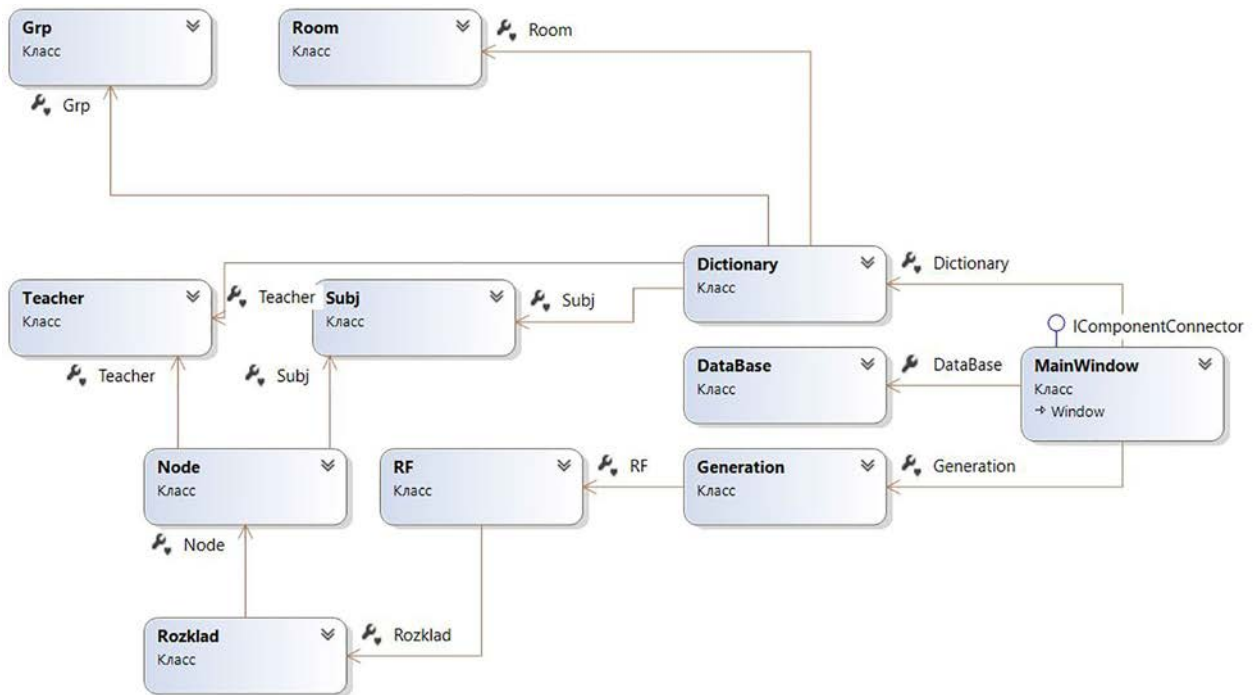 Grp
Класс
Grp
Room
Класс
Room
Dictionary
Класс
Dictionary
Teacher
Класс
Teacher
Subj
Класс
Subj
IComponentConnector
DataBase
Класс
DataBase
MainWindow
Класс
Window
Teacher
Subj
Node
Класс
RF
Класс
RF
Generation
Класс
Generation
Node
Rozklad
Класс
Rozklad